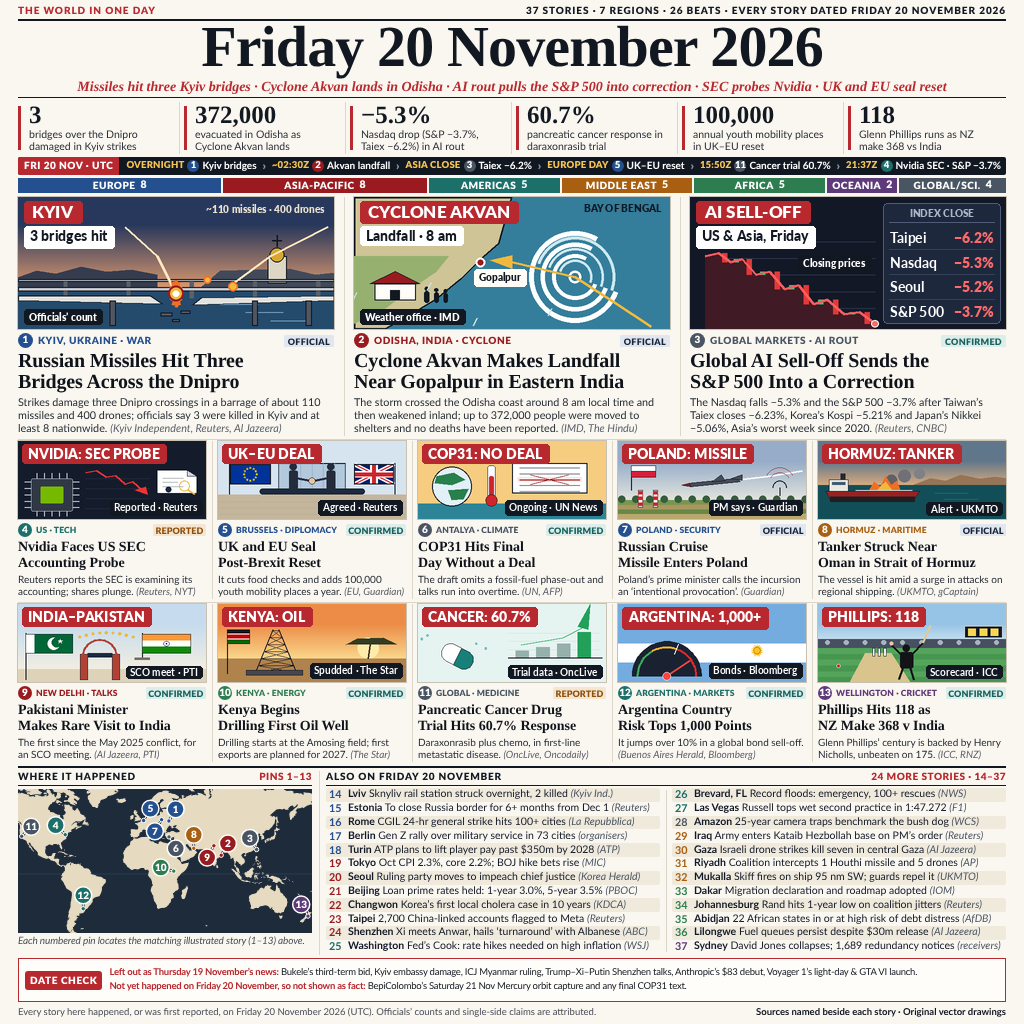 THE WORLD IN ONE DAY
37 STORIES · 7 REGIONS · 26 BEATS · EVERY STORY DATED FRIDAY 20 NOVEMBER 2026
Friday 20 November 2026
Missiles hit three Kyiv bridges · Cyclone Akvan lands in Odisha · AI rout pulls the S&P 500 into correction · SEC probes Nvidia · UK and EU seal reset
3
bridges over the Dnipro
damaged in Kyiv strikes
372,000
evacuated in Odisha as
Cyclone Akvan lands
−5.3%
Nasdaq drop (S&P −3.7%,
Taiex −6.2%) in AI rout
60.7%
pancreatic cancer response in
daraxonrasib trial
100,000
annual youth mobility places
in UK–EU reset
118
Glenn Phillips runs as NZ
make 368 vs India
FRI 20 NOV · UTC
OVERNIGHT 1 Kyiv bridges › ~02:30Z 2 Akvan landfall › ASIA CLOSE 3 Taiex −6.2% › EUROPE DAY 5 UK–EU reset › 15:50Z 11 Cancer trial 60.7% › 21:37Z 4 Nvidia SEC · S&P −3.7%
EUROPE 8
ASIA-PACIFIC 8
AMERICAS 5
MIDDLE EAST 5
AFRICA 5
OCEANIA 2
GLOBAL/SCI. 4
KYIV
~110 missiles · 400 drones
3 bridges hit
Officials' count
1 KYIV, UKRAINE · WAR
OFFICIAL
Russian Missiles Hit Three
Bridges Across the Dnipro
Strikes damage three Dnipro crossings in a barrage of about 110
missiles and 400 drones; officials say 3 were killed in Kyiv and at
least 8 nationwide. (Kyiv Independent, Reuters, Al Jazeera)
CYCLONE AKVAN
BAY OF BENGAL
Landfall · 8 am
Gopalpur
Weather office · IMD
2 ODISHA, INDIA · CYCLONE
OFFICIAL
Cyclone Akvan Makes Landfall
Near Gopalpur in Eastern India
The storm crossed the Odisha coast around 8 am local time and
then weakened inland; up to 372,000 people were moved to
shelters and no deaths have been reported. (IMD, The Hindu)
AI SELL-OFF
US & Asia, Friday
Closing prices
INDEX CLOSE
Taipei −6.2%
Nasdaq −5.3%
Seoul −5.2%
S&P 500 −3.7%
3 GLOBAL MARKETS · AI ROUT
CONFIRMED
Global AI Sell-Off Sends the
S&P 500 Into a Correction
The Nasdaq falls −5.3% and the S&P 500 −3.7% after Taiwan's
Taiex closes −6.23%, Korea's Kospi −5.21% and Japan's Nikkei
−5.06%, Asia's worst week since 2020. (Reuters, CNBC)
NVIDIA: SEC PROBE
Reported · Reuters
4 US · TECH
REPORTED
Nvidia Faces US SEC
Accounting Probe
Reuters reports the SEC is examining its
accounting; shares plunge. (Reuters, NYT)
UK–EU DEAL
Agreed · Reuters
5 BRUSSELS · DIPLOMACY
CONFIRMED
UK and EU Seal
Post-Brexit Reset
It cuts food checks and adds 100,000
youth mobility places a year. (EU, Guardian)
COP31: NO DEAL
Ongoing · UN News
6 ANTALYA · CLIMATE
CONFIRMED
COP31 Hits Final
Day Without a Deal
The draft omits a fossil-fuel phase-out and
talks run into overtime. (UN, AFP)
POLAND: MISSILE
PM says · Guardian
7 POLAND · SECURITY
OFFICIAL
Russian Cruise
Missile Enters Poland
Poland's prime minister calls the incursion
an 'intentional provocation'. (Guardian)
HORMUZ: TANKER
Alert · UKMTO
8 HORMUZ · MARITIME
OFFICIAL
Tanker Struck Near
Oman in Strait of Hormuz
The vessel is hit amid a surge in attacks on
regional shipping. (UKMTO, gCaptain)
INDIA–PAKISTAN
SCO meet · PTI
9 NEW DELHI · TALKS
CONFIRMED
Pakistani Minister
Makes Rare Visit to India
The first since the May 2025 conflict, for
an SCO meeting. (Al Jazeera, PTI)
KENYA: OIL
Spudded · The Star
10 KENYA · ENERGY
CONFIRMED
Kenya Begins
Drilling First Oil Well
Drilling starts at the Amosing field; first
exports are planned for 2027. (The Star)
CANCER: 60.7%
Trial data · OncLive
11 GLOBAL · MEDICINE
REPORTED
Pancreatic Cancer Drug
Trial Hits 60.7% Response
Daraxonrasib plus chemo, in first-line
metastatic disease. (OncLive, Oncodaily)
ARGENTINA: 1,000+
Bonds · Bloomberg
12 ARGENTINA · MARKETS
CONFIRMED
Argentina Country
Risk Tops 1,000 Points
It jumps over 10% in a global bond sell-off.
(Buenos Aires Herald, Bloomberg)
PHILLIPS: 118
Scorecard · ICC
13 WELLINGTON · CRICKET
CONFIRMED
Phillips Hits 118 as
NZ Make 368 v India
Glenn Phillips' century is backed by Henry
Nicholls, unbeaten on 175. (ICC, RNZ)
WHERE IT HAPPENED
PINS 1–13
11
4
5
1
7
6
8
9
2
3
10
12
13
Each numbered pin locates the matching illustrated story (1–13) above.
ALSO ON FRIDAY 20 NOVEMBER
24 MORE STORIES · 14–37
14 Lviv Sknyliv rail station struck overnight, 2 killed (Kyiv Ind.)
15 Estonia To close Russia border for 6+ months from Dec 1 (Reuters)
16 Rome CGIL 24-hr general strike hits 100+ cities (La Repubblica)
17 Berlin Gen Z rally over military service in 73 cities (organisers)
18 Turin ATP plans to lift player pay past $350m by 2028 (ATP)
19 Tokyo Oct CPI 2.3%, core 2.2%; BOJ hike bets rise (MIC)
20 Seoul Ruling party moves to impeach chief justice (Korea Herald)
21 Beijing Loan prime rates held: 1-year 3.0%, 5-year 3.5% (PBOC)
22 Changwon Korea's first local cholera case in 10 years (KDCA)
23 Taipei 2,700 China-linked accounts flagged to Meta (Reuters)
24 Shenzhen Xi meets Anwar, hails 'turnaround' with Albanese (ABC)
25 Washington Fed's Cook: rate hikes needed on high inflation (WSJ)
26 Brevard, FL Record floods: emergency, 100+ rescues (NWS)
27 Las Vegas Russell tops wet second practice in 1:47.272 (F1)
28 Amazon 25-year camera traps benchmark the bush dog (WCS)
29 Iraq Army enters Kataib Hezbollah base on PM's order (Reuters)
30 Gaza Israeli drone strikes kill seven in central Gaza (Al Jazeera)
31 Riyadh Coalition intercepts 1 Houthi missile and 5 drones (AP)
32 Mukalla Skiff fires on ship 95 nm SW; guards repel it (UKMTO)
33 Dakar Migration declaration and roadmap adopted (IOM)
34 Johannesburg Rand hits 1-year low on coalition jitters (Reuters)
35 Abidjan 22 African states in or at high risk of debt distress (AfDB)
36 Lilongwe Fuel queues persist despite $30m release (Al Jazeera)
37 Sydney David Jones collapses; 1,689 redundancy notices (receivers)
DATE CHECK
Left out as Thursday 19 November's news: Bukele's third-term bid, Kyiv embassy damage, ICJ Myanmar ruling, Trump–Xi–Putin Shenzhen talks, Anthropic's $83 debut, Voyager 1's light-day & GTA VI launch.
Not yet happened on Friday 20 November, so not shown as fact: BepiColombo's Saturday 21 Nov Mercury orbit capture and any final COP31 text.
Every story here happened, or was first reported, on Friday 20 November 2026 (UTC). Officials' counts and single-side claims are attributed.
Sources named beside each story · Original vector drawings